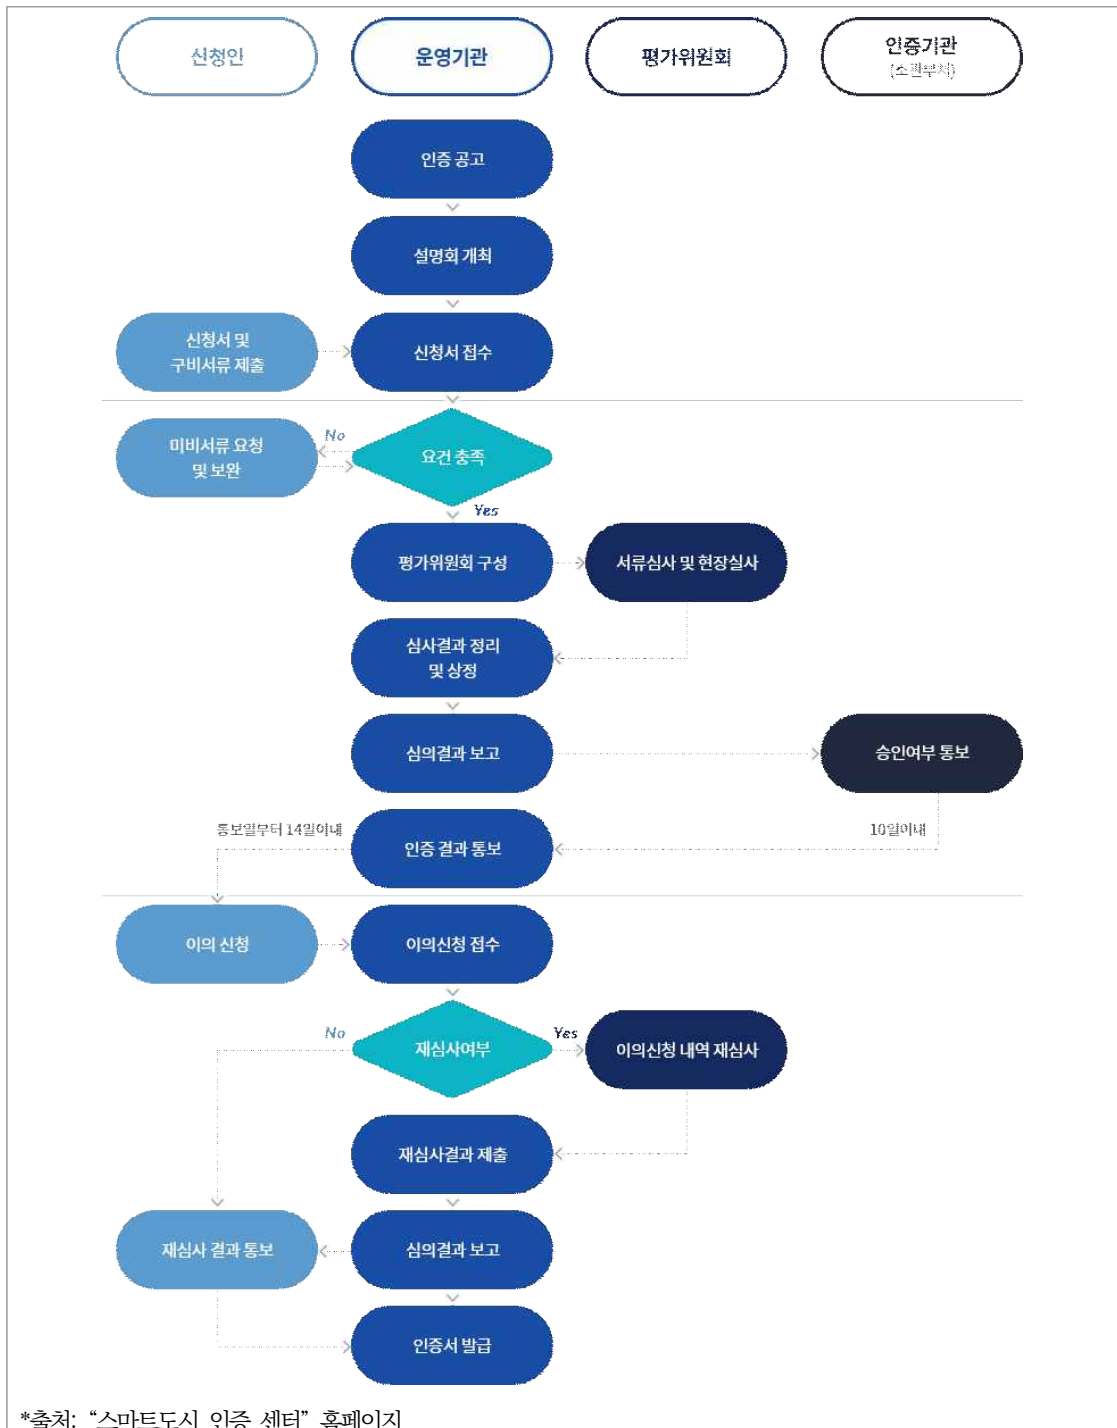 신청인
운영기관
평가위원회
인증기관
(소관부처)
인증 공고
설명회 개최
신청서 및
구비서류 제출
신청서 접수
미비서류 요청
및 보완
No
요건 충족
Yes
평가위원회 구성
서류심사 및 현장실사
심사결과 정리
및 상정
심의결과 보고
승인여부 통보
통보일부터 14일이내
인증 결과 통보
10일이내
이의 신청
이의신청 접수
No
재심사여부
Yes
이의신청 내역 재심사
재심사결과 제출
재심사 결과 통보
심의결과 보고
인증서 발급
*출처: “스마트도시 인증 센터” 홈페이지